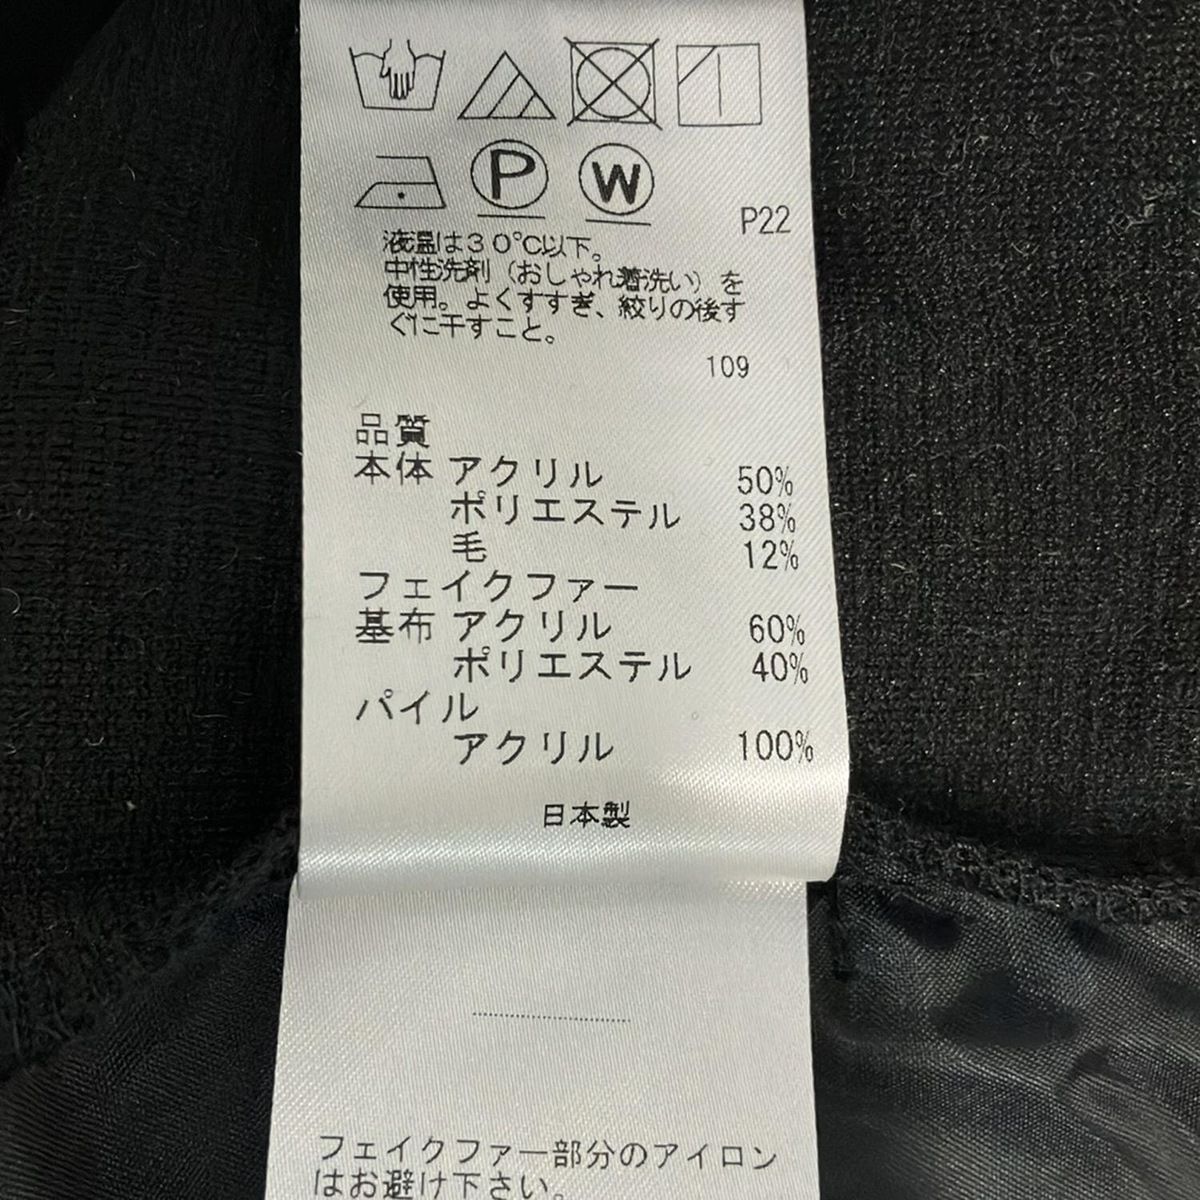 P W
P22
液温は30℃以下。
中性洗剤（おしゃれ着洗い）を
使用。よくすすぎ、絞りの後す
ぐに干すこと。
109
品質
本体 アクリル 50%
ポリエステル 38%
毛 12%
フェイクファー
基布 アクリル 60%
ポリエステル 40%
パイル
アクリル 100%
日本製
フェイクファー部分のアイロン
はお避け下さい。